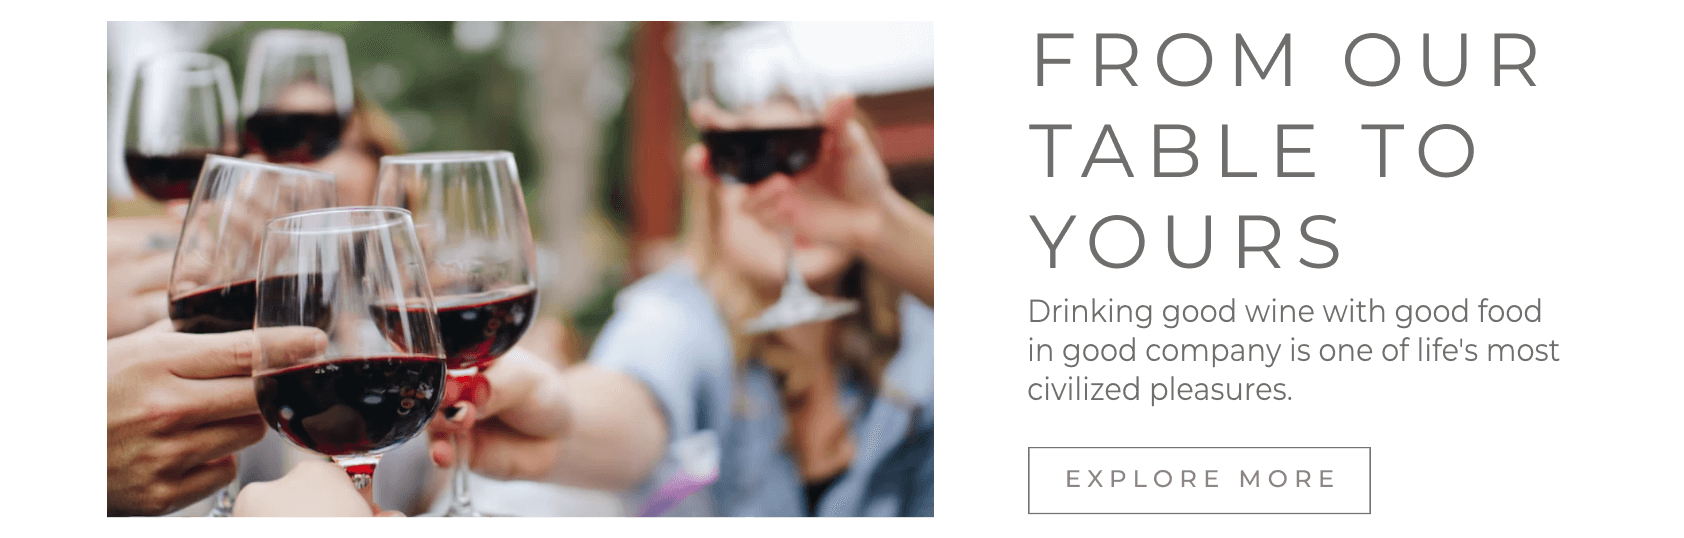 FROM OUR
TABLE TO
YOURS
Drinking good wine with good food
in good company is one of life's most
civilized pleasures.
EXPLORE MORE